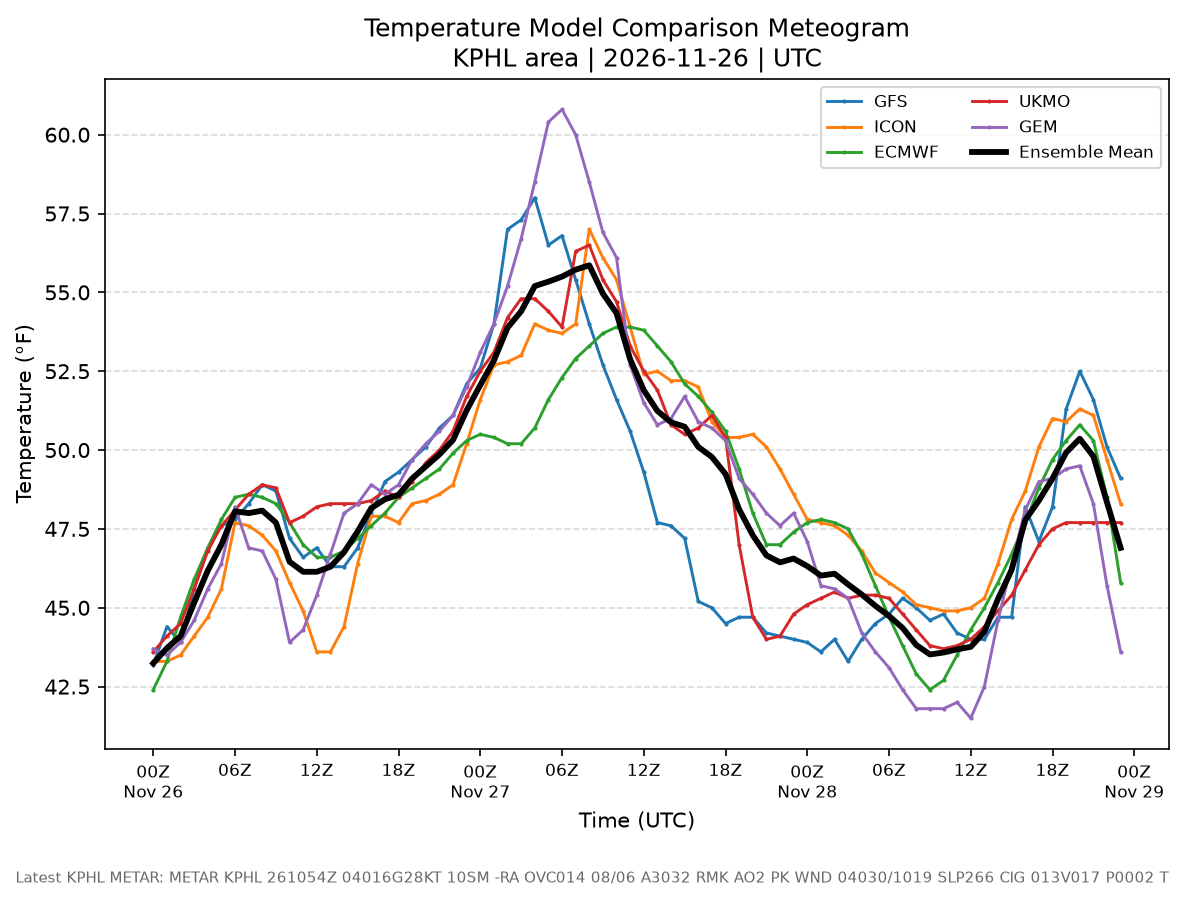 Temperature Model Comparison Meteogram
KPHL area | 2026-11-26 | UTC
GFS
ICON
ECMWF
UKMO
GEM
Ensemble Mean
Temperature (°F)
60.0
57.5
55.0
52.5
50.0
47.5
45.0
42.5
00Z 06Z 12Z 18Z 00Z 06Z 12Z 18Z 00Z 06Z 12Z 18Z 00Z
Nov 26 Nov 27 Nov 28 Nov 29
Time (UTC)
Latest KPHL METAR: METAR KPHL 261054Z 04016G28KT 10SM -RA OVC014 08/06 A3032 RMK AO2 PK WND 04030/1019 SLP266 CIG 013V017 P0002 T